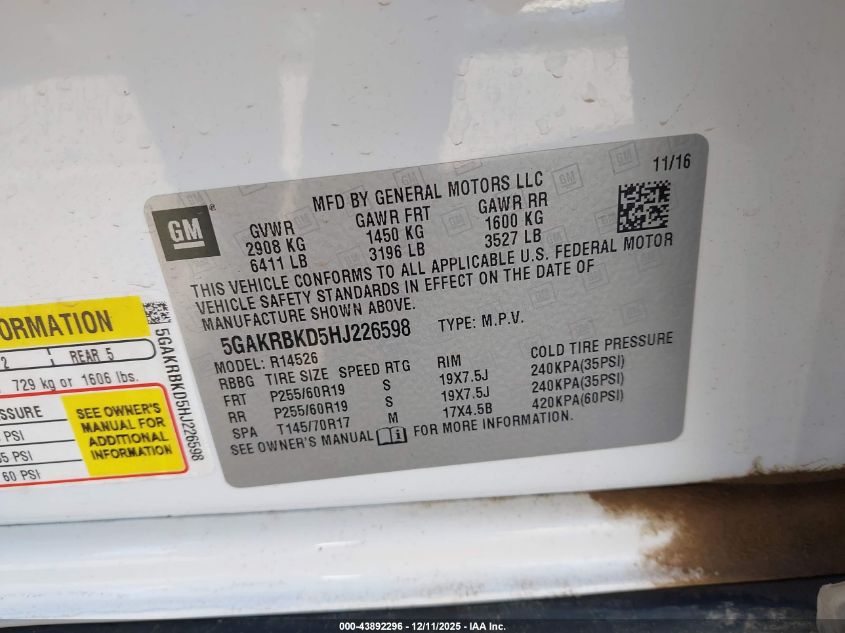 MFD BY GENERAL MOTORS LLC
11/16
GM
GVWR GAWR FRT GAWR RR
2908 KG 1450 KG 1600 KG
6411 LB 3196 LB 3527 LB
THIS VEHICLE CONFORMS TO ALL APPLICABLE U.S. FEDERAL MOTOR
VEHICLE SAFETY STANDARDS IN EFFECT ON THE DATE OF
MANUFACTURE SHOWN ABOVE.
5GAKRBKD5HJ226598 TYPE: M.P.V.
MODEL: R14526
RBBG TIRE SIZE SPEED RTG RIM COLD TIRE PRESSURE
FRT P255/60R19 S 19X7.5J 240KPA(35PSI)
RR P255/60R19 S 19X7.5J 240KPA(35PSI)
SPA T145/70R17 M 17X4.5B 420KPA(60PSI)
SEE OWNER'S MANUAL FOR MORE INFORMATION.
ORMATION
2 REAR 5
729 kg or 1606 lbs.
SSURE
PSI
35 PSI
60 PSI
SEE OWNER'S
MANUAL FOR
ADDITIONAL
INFORMATION
5GAKRBKD5HJ226598
000-43892296 - 12/11/2025 - IAA Inc.